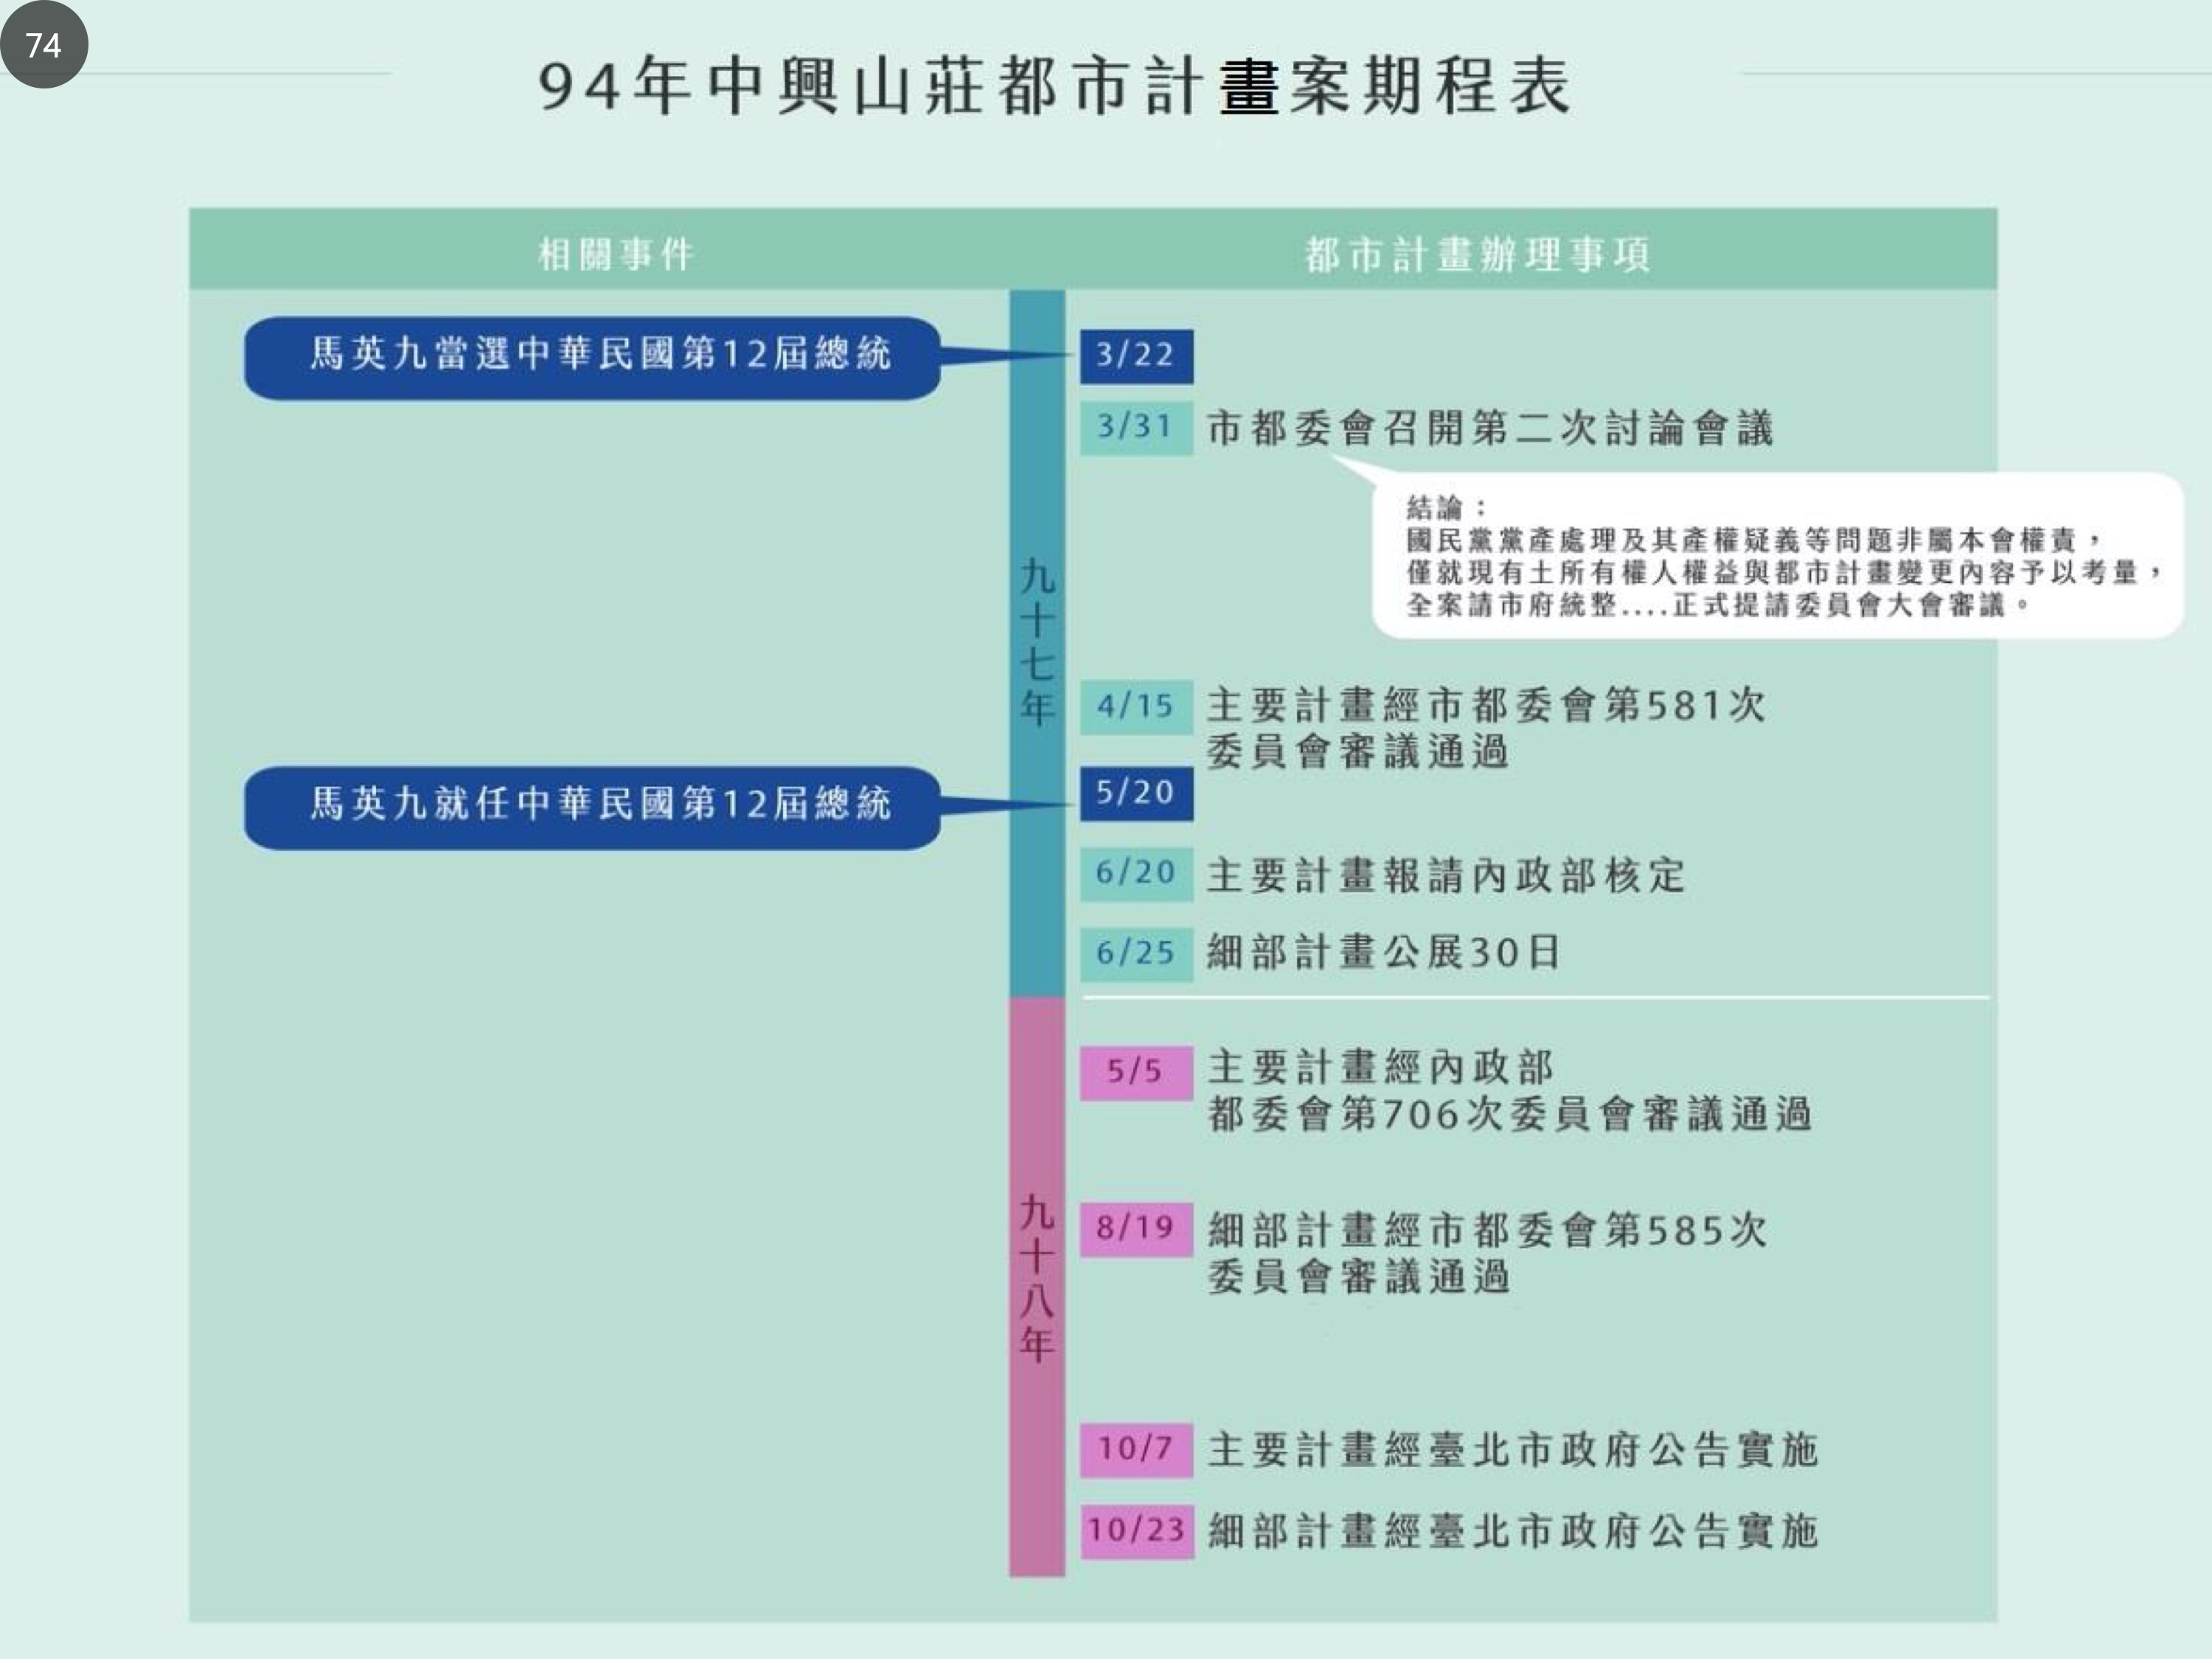 74
94年中興山莊都市計畫案期程表
相關事件
都市計畫辦理事項
馬英九當選中華民國第12屆總統
3/22
3/31 市都委會召開第二次討論會議
結論：
國民黨黨產處理及其產權疑義等問題非屬本會權責，
僅就現有土所有權人權益與都市計畫變更內容予以考量，
全案請市府統整....正式提請委員會大會審議。
九十七年
4/15 主要計畫經市都委會第581次
委員會審議通過
馬英九就任中華民國第12屆總統
5/20
6/20 主要計畫報請內政部核定
6/25 細部計畫公展30日
九十八年
5/5 主要計畫經內政部
都委會第706次委員會審議通過
8/19 細部計畫經市都委會第585次
委員會審議通過
10/7 主要計畫經臺北市政府公告實施
10/23 細部計畫經臺北市政府公告實施